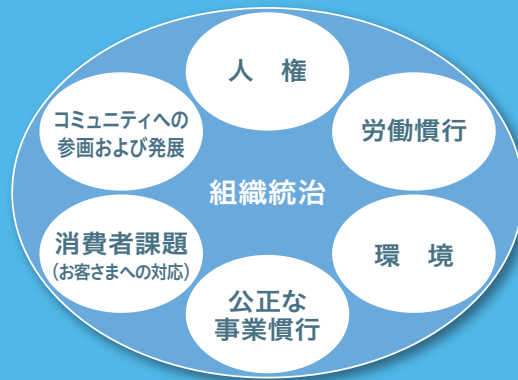 人　権
コミュニティへの
参画および発展
労働慣行
組織統治
消費者課題
(お客さまへの対応)
環　境
公正な
事業慣行